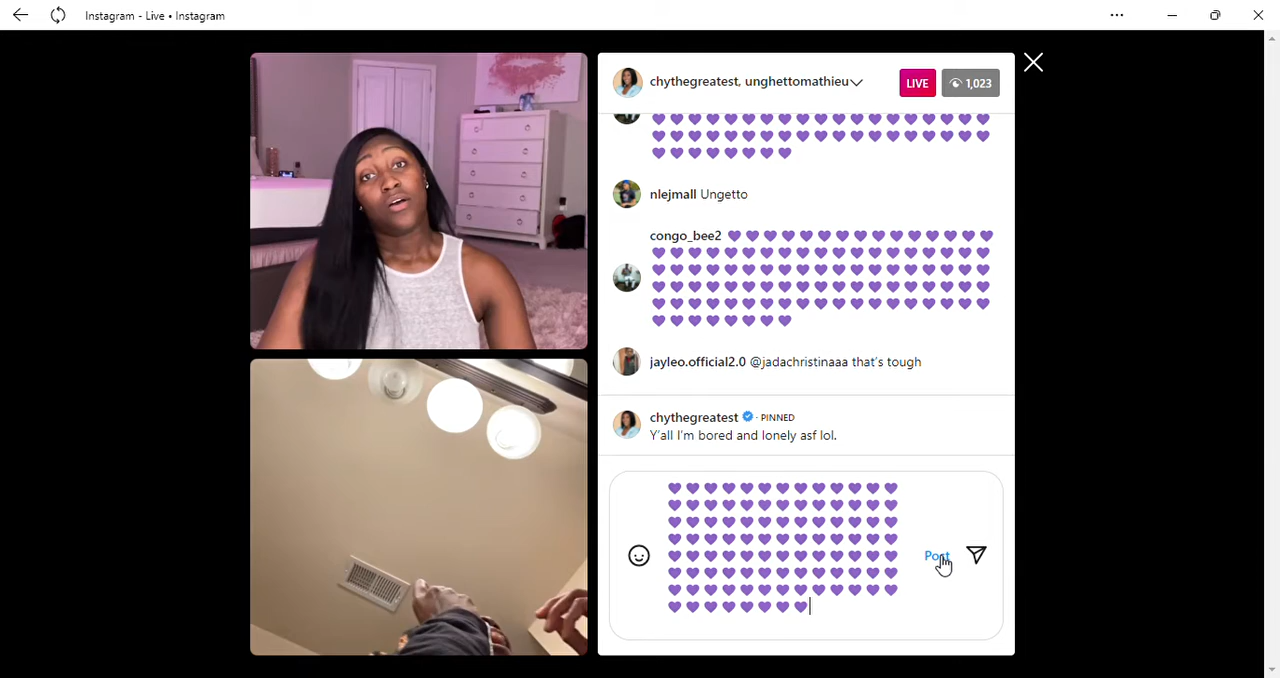 Instagram - Live • Instagram
chythegreatest, unghettomathieu
LIVE
1,023
nlejmall Ungetto
congo_bee2 💜💜💜💜💜💜💜💜💜💜💜💜💜💜💜
jayleo.official2.0 @jadachristinaaa that's tough
chythegreatest · PINNED
Y'all I'm bored and lonely asf lol.
Post